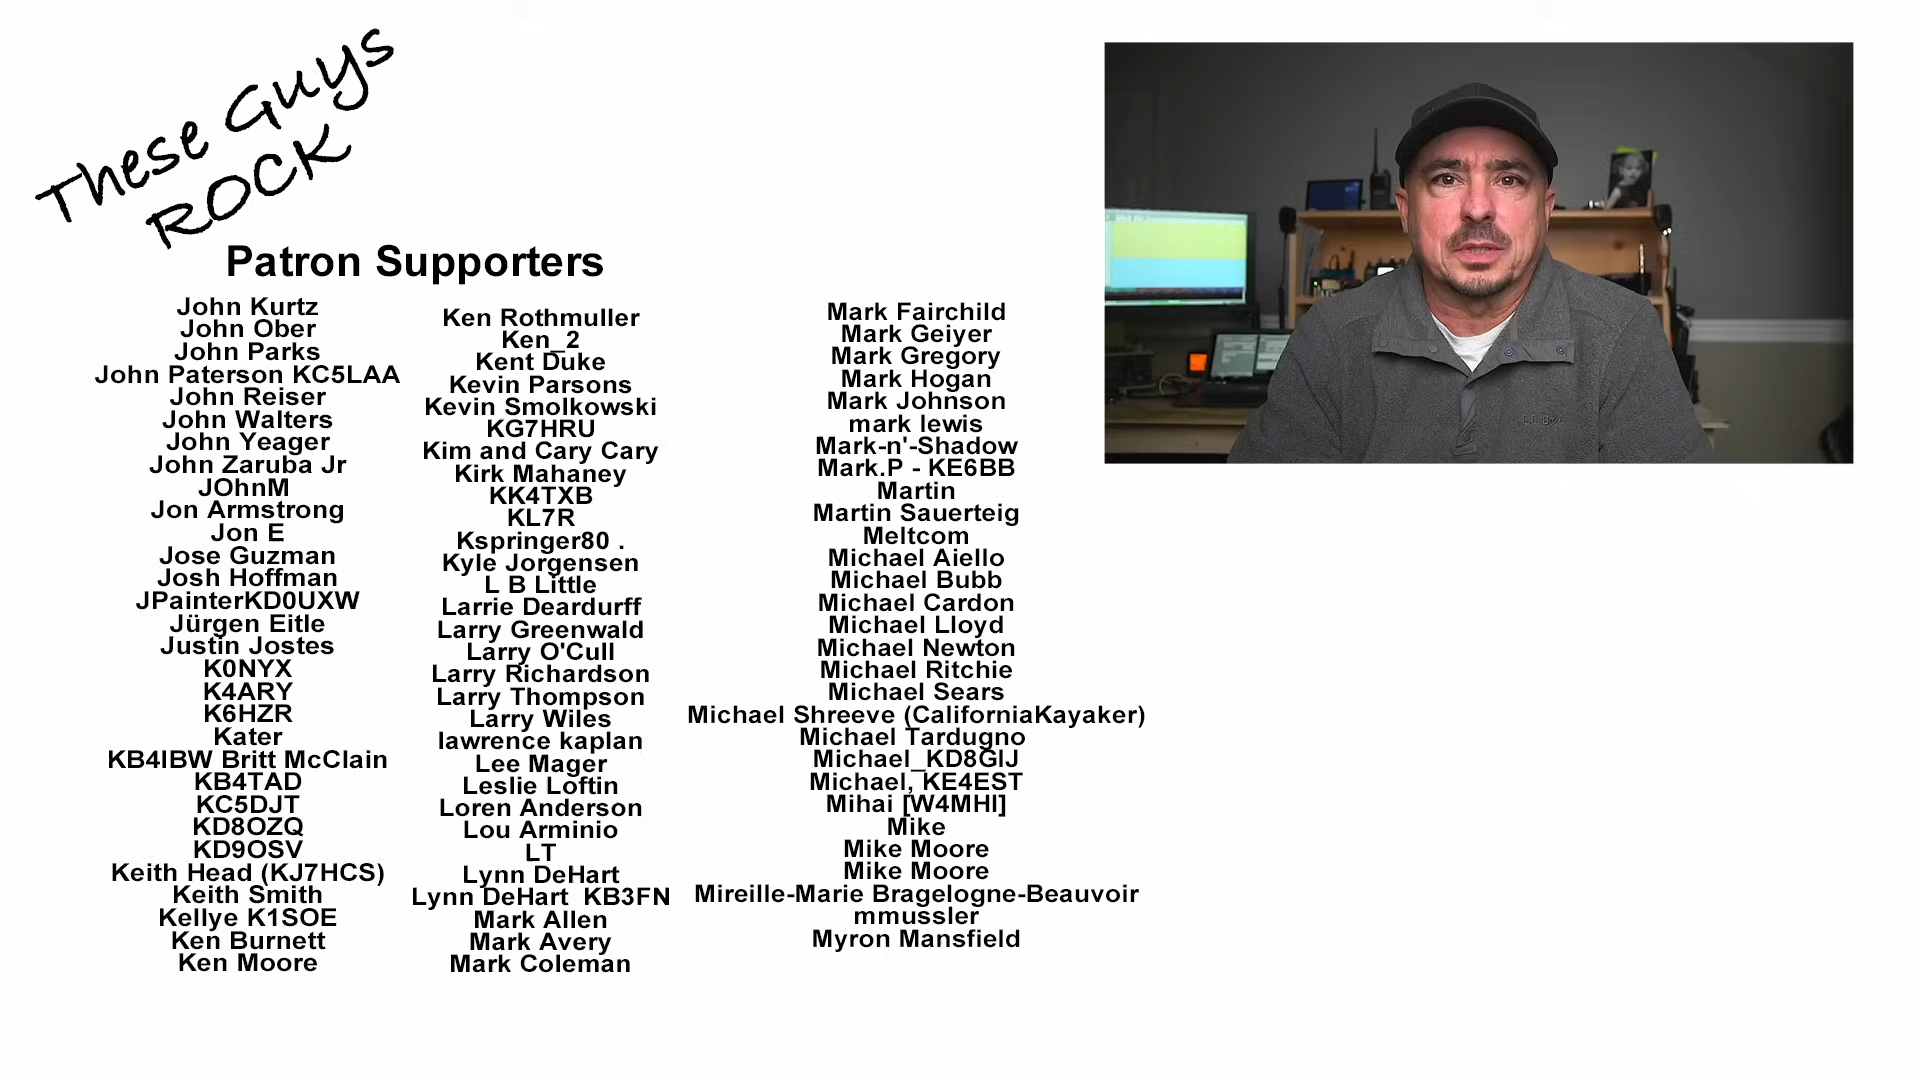 These Guys
ROCK
Patron Supporters
John Kurtz
John Ober
John Parks
John Paterson KC5LAA
John Reiser
John Walters
John Yeager
John Zaruba Jr
JOhnM
Jon Armstrong
Jon E
Jose Guzman
Josh Hoffman
JPainterKD0UXW
Jürgen Eitle
Justin Jostes
K0NYX
K4ARY
K6HZR
Kater
KB4IBW Britt McClain
KB4TAD
KC5DJT
KD8OZQ
KD9OSV
Keith Head (KJ7HCS)
Keith Smith
Kellye K1SOE
Ken Burnett
Ken Moore
Ken Rothmuller
Ken_2
Kent Duke
Kevin Parsons
Kevin Smolkowski
KG7HRU
Kim and Cary Cary
Kirk Mahaney
KK4TXB
KL7R
Kspringer80 .
Kyle Jorgensen
L B Little
Larrie Deardurff
Larry Greenwald
Larry O'Cull
Larry Richardson
Larry Thompson
Larry Wiles
lawrence kaplan
Lee Mager
Leslie Loftin
Loren Anderson
Lou Arminio
LT
Lynn DeHart
Lynn DeHart KB3FN
Mark Allen
Mark Avery
Mark Coleman
Mark Fairchild
Mark Geiyer
Mark Gregory
Mark Hogan
Mark Johnson
mark lewis
Mark-n'-Shadow
Mark.P - KE6BB
Martin
Martin Sauerteig
Meltcom
Michael Aiello
Michael Bubb
Michael Cardon
Michael Lloyd
Michael Newton
Michael Ritchie
Michael Sears
Michael Shreeve (CaliforniaKayaker)
Michael Tardugno
Michael_KD8GIJ
Michael, KE4EST
Mihai [W4MHI]
Mike
Mike Moore
Mike Moore
Mireille-Marie Bragelogne-Beauvoir
mmussler
Myron Mansfield